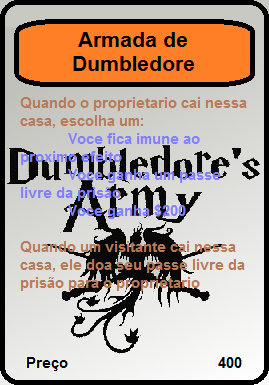 Armada de
Dumbledore
Quando o proprietario cai nessa
casa, escolha um:
Voce fica imune ao
proximo efeito
Dumbledore's
Voce ganha um passe
livre da prisão
Army
Voce ganha $200
Quando um visitante cai nessa
casa, ele doa seu passe livre da
prisão para o proprietario
Preço 400